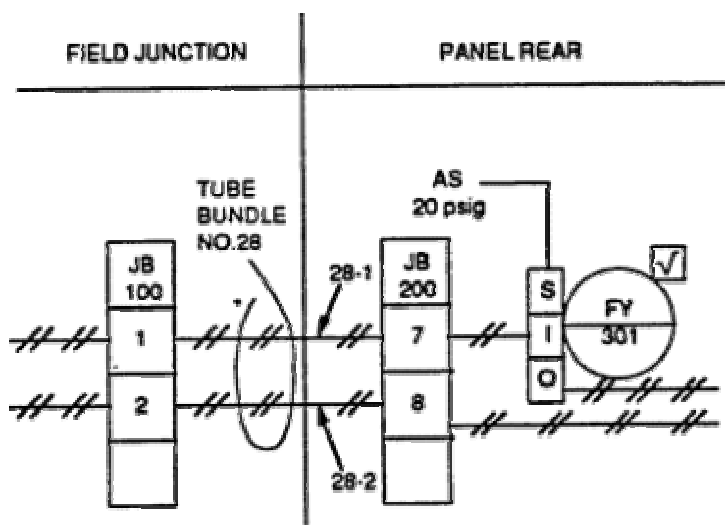 FIELD JUNCTION
PANEL REAR
TUBE
BUNDLE
NO.28
AS
20 psig
JB
100
28-1
JB
200
S
√
FY
301
1
7
I
O
2
8
28-2